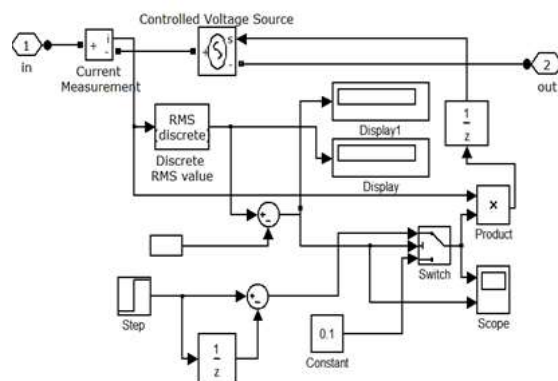 Controlled Voltage Source
1
in
+
i
-
Current
Measurement
+
s
-
2
out
RMS
discrete
Discrete
RMS value
Display1
Display
1
z
×
Product
+
-
Switch
Scope
Step
+
-
1
z
0.1
Constant